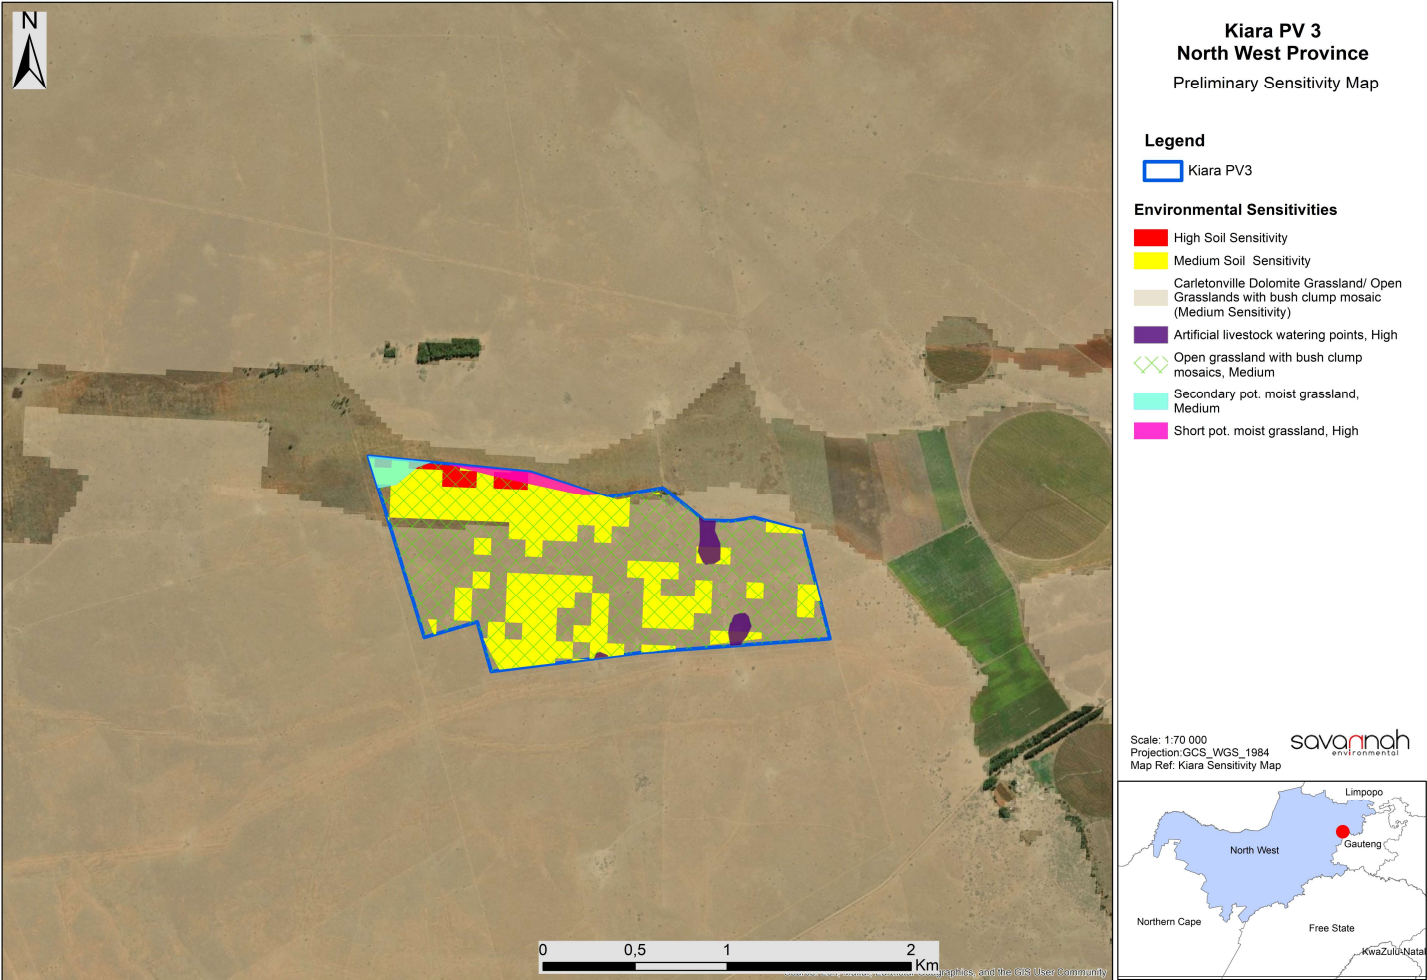 N
Kiara PV 3
North West Province
Preliminary Sensitivity Map
Legend
Kiara PV3
Environmental Sensitivities
High Soil Sensitivity
Medium Soil Sensitivity
Carletonville Dolomite Grassland/ Open
Grasslands with bush clump mosaic
(Medium Sensitivity)
Artificial livestock watering points, High
Open grassland with bush clump
mosaics, Medium
Secondary pot. moist grassland,
Medium
Short pot. moist grassland, High
Scale: 1:70 000
Projection:GCS_WGS_1984
Map Ref: Kiara Sensitivity Map
savannah
environmental
Limpopo
North West
Gauteng
Northern Cape
Free State
KwaZulu-Natal
0 0,5 1 2
Km
and the GIS User Community